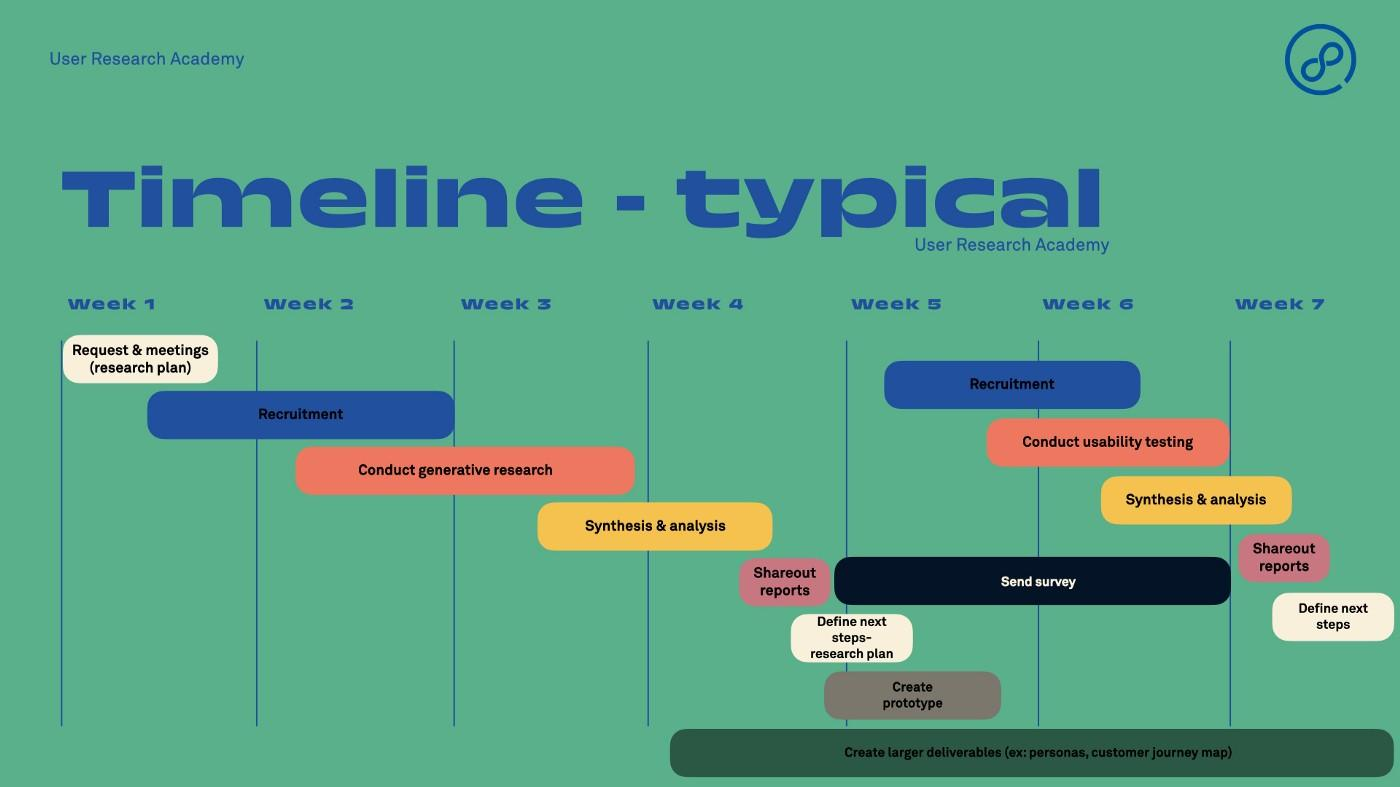 User Research Academy
Timeline - typical
User Research Academy
Week 1
Week 2
Week 3
Week 4
Week 5
Week 6
Week 7
Request & meetings
(research plan)
Recruitment
Recruitment
Conduct generative research
Conduct usability testing
Synthesis & analysis
Synthesis & analysis
Shareout
reports
Send survey
Shareout
reports
Define next
steps-
research plan
Define next
steps
Create
prototype
Create larger deliverables (ex: personas, customer journey map)